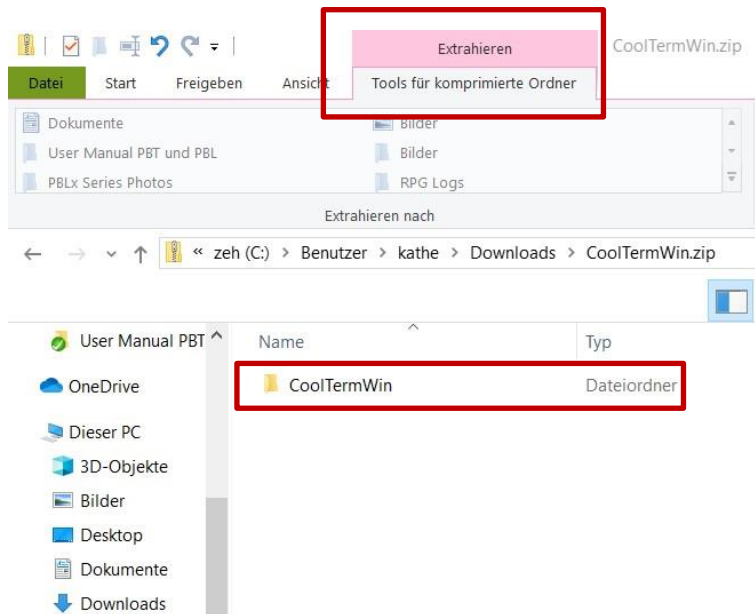 Extrahieren
CoolTermWin.zip
Datei Start Freigeben Ansicht Tools für komprimierte Ordner
Dokumente Bilder
User Manual PBT und PBL Bilder
PBLx Series Photos RPG Logs
Extrahieren nach
« zeh (C:) > Benutzer > kathe > Downloads > CoolTermWin.zip
User Manual PBT Name Typ
OneDrive CoolTermWin Dateiordner
Dieser PC
3D-Objekte
Bilder
Desktop
Dokumente
Downloads